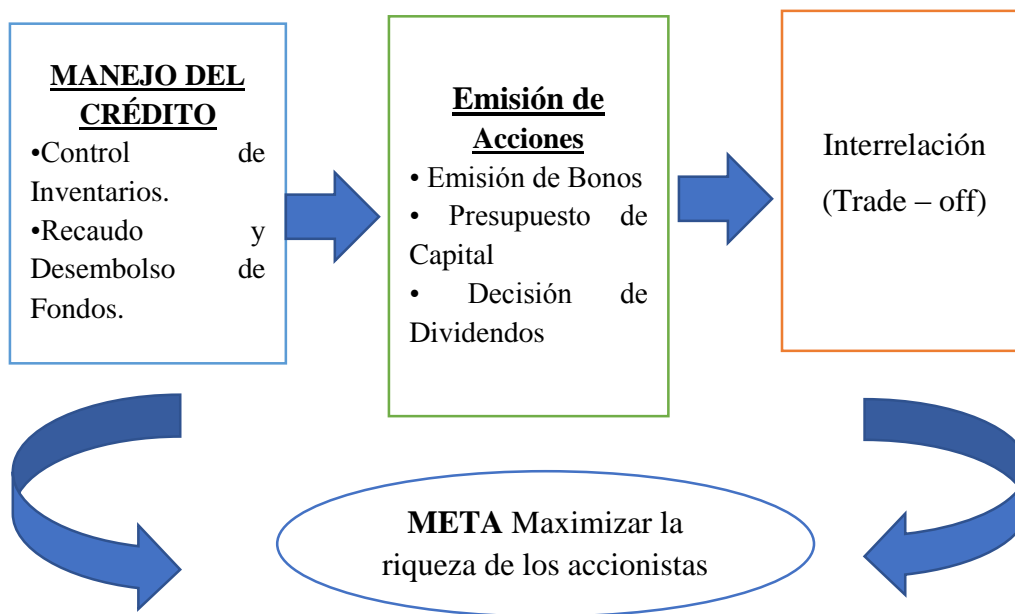 MANEJO DEL
CRÉDITO
•Control de
Inventarios.
•Recaudo y
Desembolso de
Fondos.
Emisión de
Acciones
• Emisión de Bonos
• Presupuesto de
Capital
• Decisión de
Dividendos
Interrelación
(Trade – off)
META Maximizar la
riqueza de los accionistas